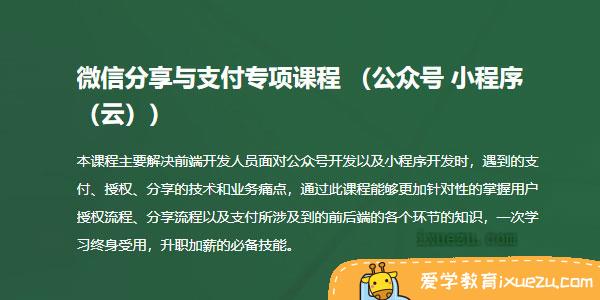 微信分享与支付专项课程 （公众号 小程序
（云））
本课程主要解决前端开发人员面对公众号开发以及小程序开发时，遇到的支
付、授权、分享的技术和业务痛点，通过此课程能够更加针对性的掌握用户
授权流程、分享流程以及支付所涉及到的前后端的各个环节的知识，一次学
习终身受用，升职加薪的必备技能。
ixuezu.com
爱学教育ixuezu.com